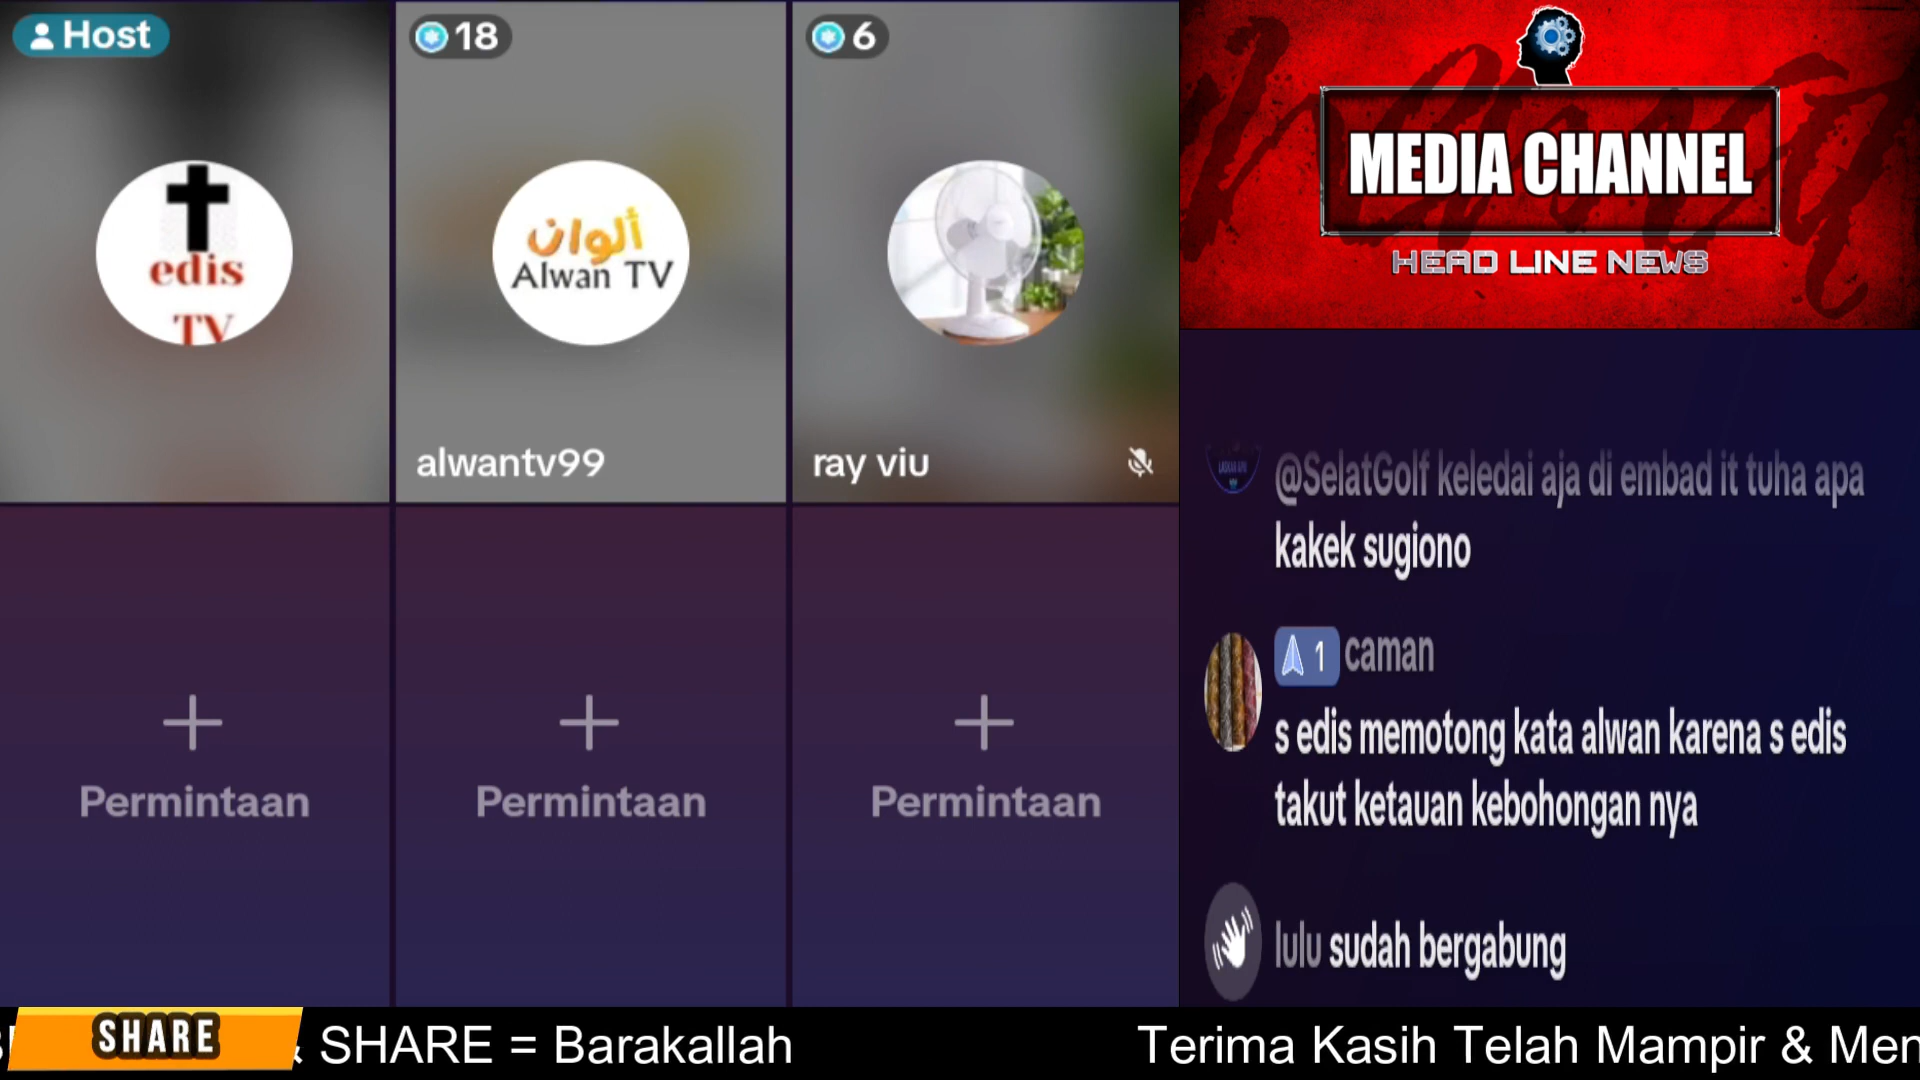 Host
18
6
edis
TV
ألوان
Alwan TV
alwantv99
ray viu
Permintaan
Permintaan
Permintaan
MEDIA CHANNEL
HEAD LINE NEWS
@SelatGolf keledai aja di embad it tuha apa
kakek sugiono
1 caman
s edis memotong kata alwan karena s edis
takut ketauan kebohongan nya
lulu sudah bergabung
SHARE
& SHARE = Barakallah
Terima Kasih Telah Mampir & Men